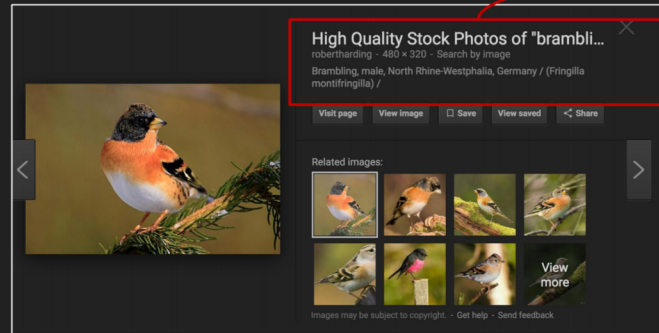 High Quality Stock Photos of "brambli...
robertharding - 480 × 320 - Search by image
Brambling, male, North Rhine-Westphalia, Germany / (Fringilla
montifringilla) /
Visit page View image Save View saved Share
Related images:
View
more
Images may be subject to copyright. - Get help - Send feedback